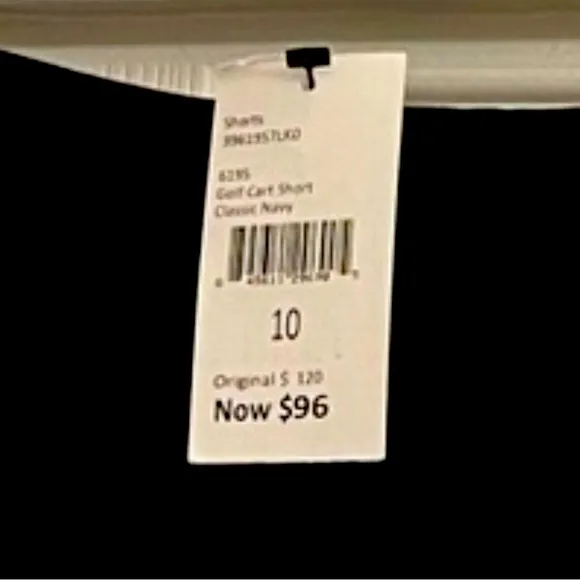 Shorts
6195
Golf Cart Short
Classic Navy
10
Original $ 120
Now $96